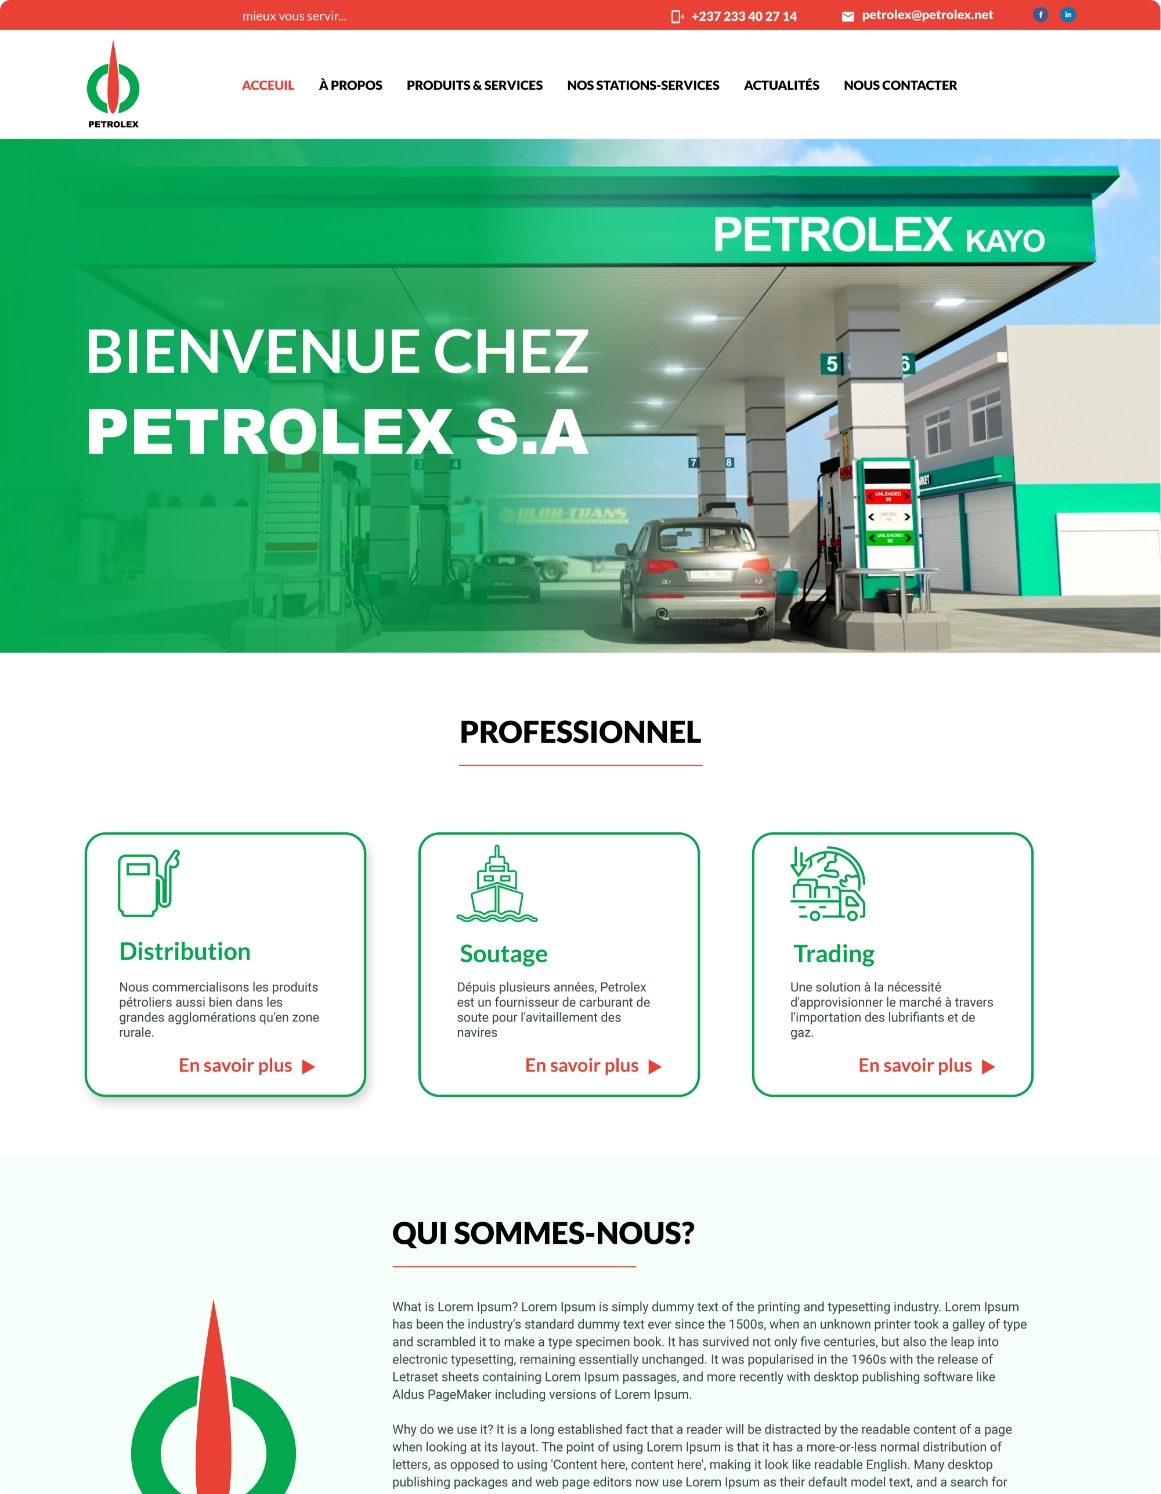 mieux vous servir...
+237 233 40 27 14
petrolex@petrolex.net
f
in
PETROLEX
ACCEUIL
À PROPOS
PRODUITS & SERVICES
NOS STATIONS-SERVICES
ACTUALITÉS
NOUS CONTACTER
PETROLEX KAYO
BIENVENUE CHEZ
PETROLEX S.A
5
6
3
4
7
8
GLOB-TRANS
UNLEADED
DIESEL
UNLEADED
Q7
PROFESSIONNEL
Distribution
Nous commercialisons les produits
pétroliers aussi bien dans les
grandes agglomérations qu'en zone
rurale.
En savoir plus
Soutage
Dépuis plusieurs années, Petrolex
est un fournisseur de carburant de
soute pour l'avitaillement des
navires
En savoir plus
Trading
Une solution à la nécessité
d'approvisionner le marché à travers
l'importation des lubrifiants et de
gaz.
En savoir plus
QUI SOMMES-NOUS?
What is Lorem Ipsum? Lorem Ipsum is simply dummy text of the printing and typesetting industry. Lorem Ipsum
has been the industry's standard dummy text ever since the 1500s, when an unknown printer took a galley of type
and scrambled it to make a type specimen book. It has survived not only five centuries, but also the leap into
electronic typesetting, remaining essentially unchanged. It was popularised in the 1960s with the release of
Letraset sheets containing Lorem Ipsum passages, and more recently with desktop publishing software like
Aldus PageMaker including versions of Lorem Ipsum.
Why do we use it? It is a long established fact that a reader will be distracted by the readable content of a page
when looking at its layout. The point of using Lorem Ipsum is that it has a more-or-less normal distribution of
letters, as opposed to using 'Content here, content here', making it look like readable English. Many desktop
publishing packages and web page editors now use Lorem Ipsum as their default model text, and a search for